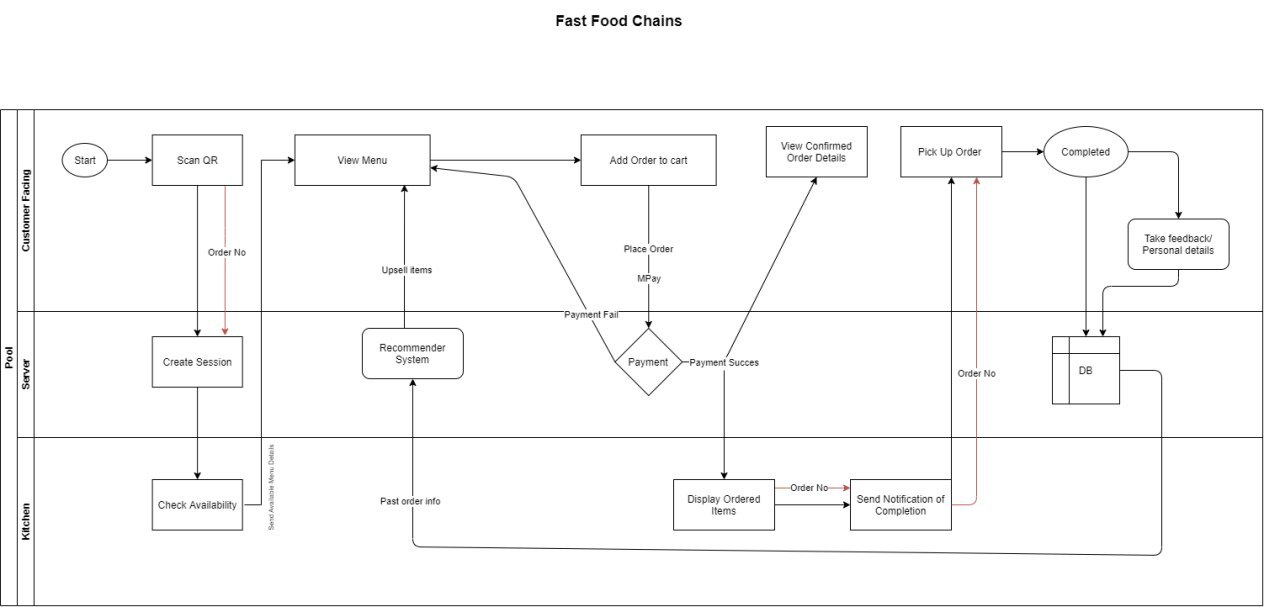 Fast Food Chains
Pool
Customer Facing
Start
Scan QR
View Menu
Add Order to cart
View Confirmed
Order Details
Pick Up Order
Completed
Order No
Upsell items
Place Order
MPay
Take feedback/
Personal details
Payment Fail
Server
Create Session
Recommender
System
Payment
Payment Succes
Order No
DB
Kitchen
Check Availability
Send Available Menu Details
Past order info
Display Ordered
Items
Order No
Send Notification of
Completion